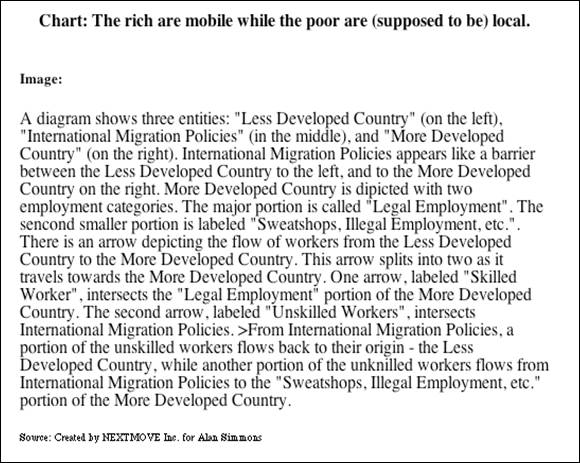 Chart: The rich are mobile while the poor are (supposed to be) local.
Image:
A diagram shows three entities: "Less Developed Country" (on the left),
"International Migration Policies" (in the middle), and "More Developed
Country" (on the right). International Migration Policies appears like a barrier
between the Less Developed Country to the left, and to the More Developed
Country on the right. More Developed Country is dipicted with two
employment categories. The major portion is called "Legal Employment". The
sencond smaller portion is labeled "Sweatshops, Illegal Employment, etc.".
There is an arrow depicting the flow of workers from the Less Developed
Country to the More Developed Country. This arrow splits into two as it
travels towards the More Developed Country. One arrow, labeled "Skilled
Worker", intersects the "Legal Employment" portion of the More Developed
Country. The second arrow, labeled "Unskilled Workers", intersects
International Migration Policies. >From International Migration Policies, a
portion of the unskilled workers flows back to their origin - the Less
Developed Country, while another portion of the unknilled workers flows from
International Migration Policies to the "Sweatshops, Illegal Employment, etc."
portion of the More Developed Country.
Source: Created by NEXTMOVE Inc. for Alan Simmons